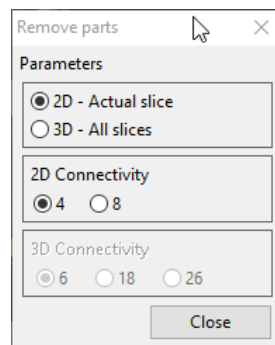 Remove parts
Parameters
2D - Actual slice
3D - All slices
2D Connectivity
4 8
3D Connectivity
6 18 26
Close